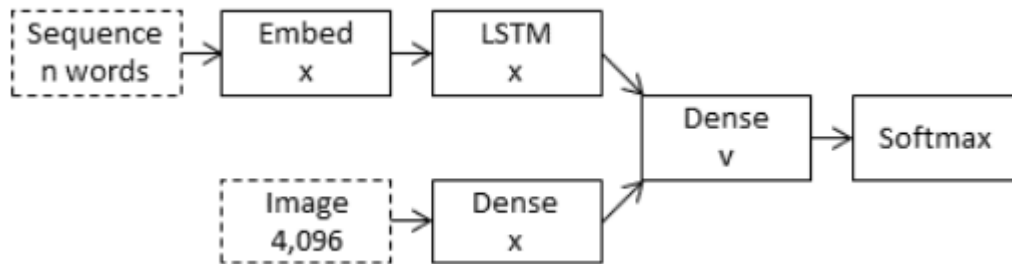 Sequence
n words
Embed
x
LSTM
x
Dense
v
Softmax
Image
4,096
Dense
x